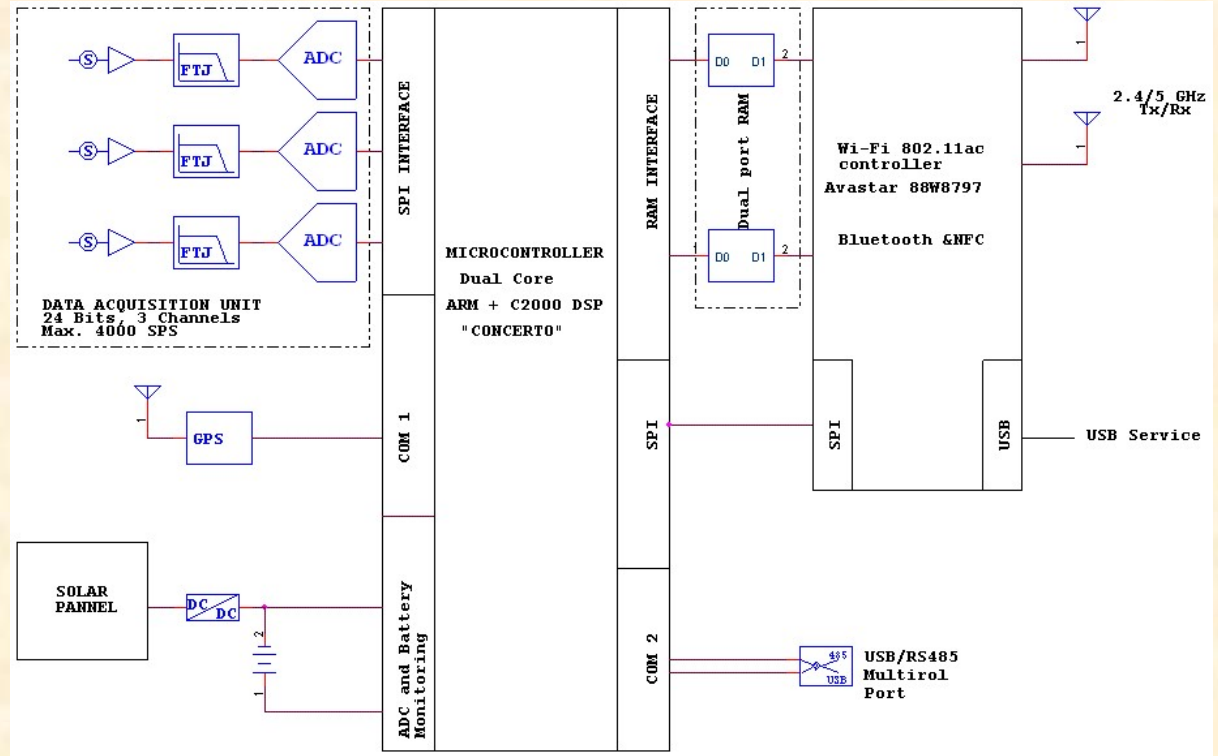 S
FTJ
ADC
S
FTJ
ADC
S
FTJ
ADC
DATA ACQUISITION UNIT
24 Bits, 3 Channels
Max. 4000 SPS
SPI INTERFACE
1
GPS
COM 1
SOLAR
PANNEL
DC
DC
2
1
ADC and Battery
Monitoring
MICROCONTROLLER
Dual Core
ARM + C2000 DSP
"CONCERTO"
RAM INTERFACE
SPI
COM 2
1
D0 D1
2
Dual port RAM
1
D0 D1
2
Wi-Fi 802.11ac
controller
Avastar 88W8797
Bluetooth &NFC
SPI
USB
1
2.4/5 GHz
Tx/Rx
1
USB Service
485
USB
USB/RS485
Multirol
Port